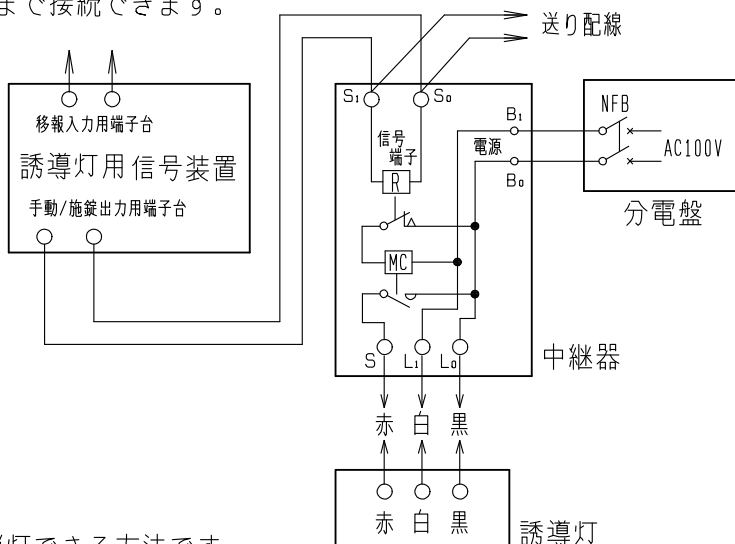 まで接続できます。
送り配線
S₁ S₀
移報入力用端子台
誘導灯用信号装置
手動/施錠出力用端子台
信号
端子
R
B₁
電源
B₀
NFB
AC100V
分電盤
MC
S L₁ L₀
中継器
赤 白 黒
赤 白 黒
誘導灯
灯できる方法です